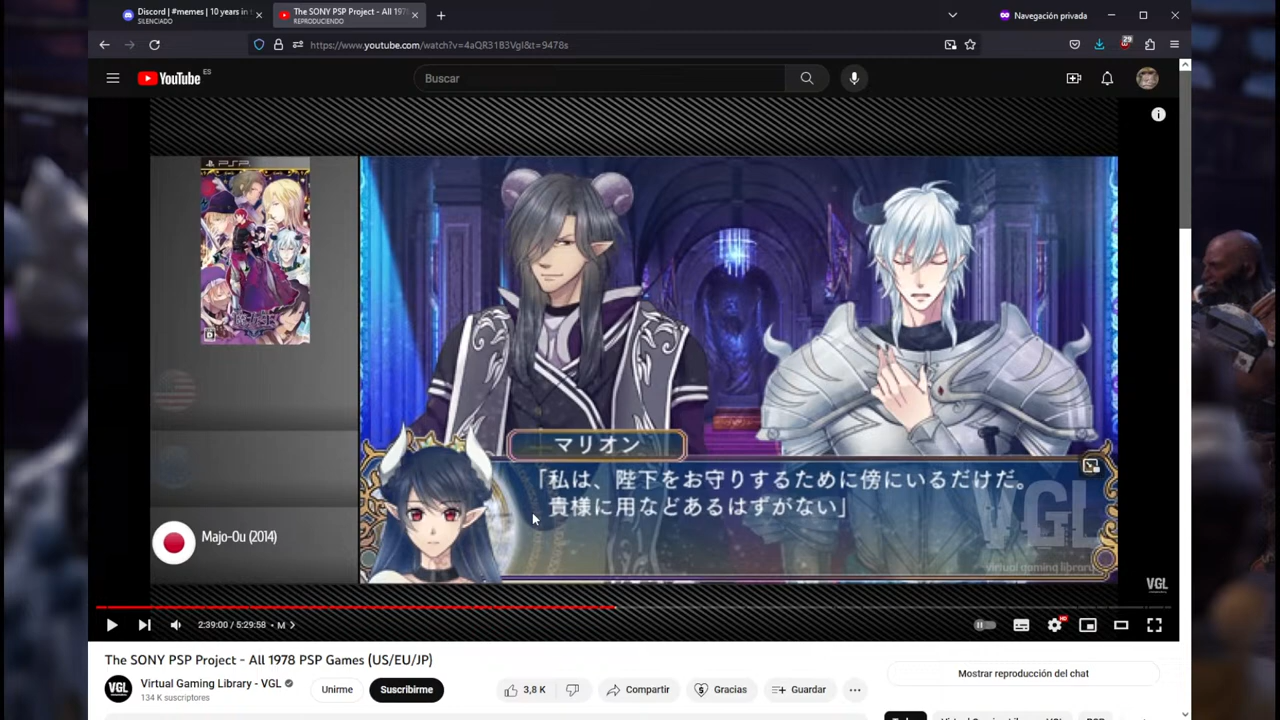 Discord | #memes | 10 years in t
SILENCIADO
The SONY PSP Project - All 197
REPRODUCIENDO
Navegación privada
https://www.youtube.com/watch?v=4aQR31B3VgI&t=9478s
29
YouTube ES
Buscar
PSP
マリオン
「私は、陛下をお守りするために傍にいるだけだ。
貴様に用などあるはずがない」
VGL
virtual gaming library
Majo-Ou (2014)
VGL
2:39:00 / 5:29:58 • M
HD
The SONY PSP Project - All 1978 PSP Games (US/EU/JP)
Mostrar reproducción del chat
VGL
Virtual Gaming Library - VGL
134 K suscriptores
Unirme
Suscribirme
3,8 K
Compartir
Gracias
Guardar